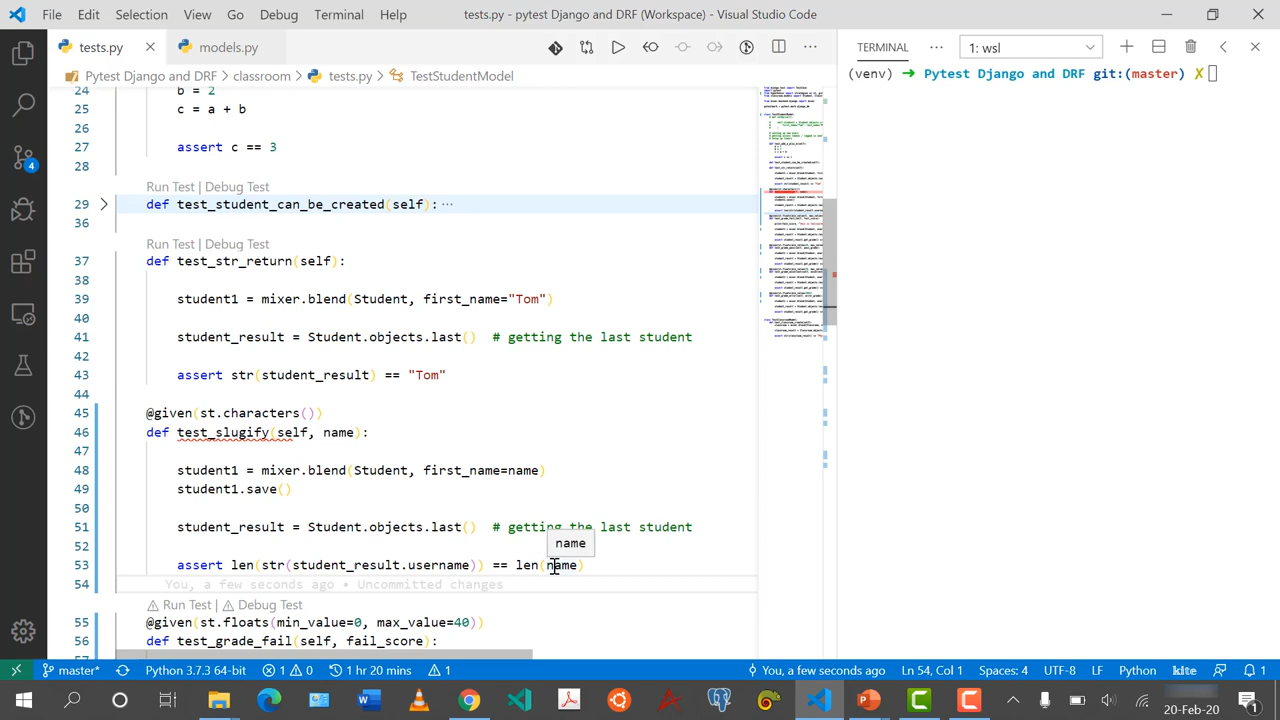 File Edit Selection View Go Debug Terminal Help tests.py - pytest Django and DRF (Workspace) - Visual Studio Code
tests.py models.py
TERMINAL ··· 1: wsl
Pytest Django and DRF > classroom > tests.py > TestStudentModel
(venv) ➜ Pytest Django and DRF git:(master) ✗
24 b = 2
25
26
27 assert c == 3
28
Run Test | Debug Test
self): ···
Run Test | Debug Test
def test_str_return(self):
39 student1 = mixer.blend(Student, first_name="Tom")
student_result = Student.objects.last() # getting the last student
42
43 assert str(student_result) == "Tom"
44
45 @given(st.characters())
46 def test_slugify(self, name):
47
48 student1 = mixer.blend(Student, first_name=name)
49 student1.save()
50
51 student_result = Student.objects.last() # getting the last student
52
name
53 assert len(str(student_result.username)) == len(name)
54 You, a few seconds ago • Uncommitted changes
Run Test | Debug Test
55 @given(st.floats(min_value=0, max_value=40))
56 def test_grade_fail(self, fail_score):
57
4
master* Python 3.7.3 64-bit 1 0 1 hr 20 mins 1 You, a few seconds ago Ln 54, Col 1 Spaces: 4 UTF-8 LF Python kite 1
20-Feb-20 1